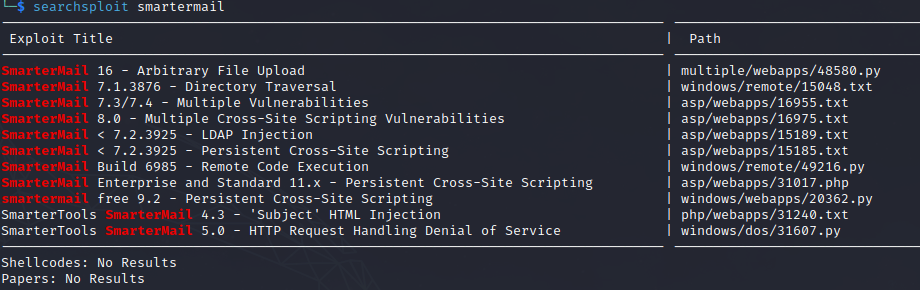 └─$ searchsploit smartermail
Exploit Title | Path
SmarterMail 16 - Arbitrary File Upload | multiple/webapps/48580.py
SmarterMail 7.1.3876 - Directory Traversal | windows/remote/15048.txt
SmarterMail 7.3/7.4 - Multiple Vulnerabilities | asp/webapps/16955.txt
SmarterMail 8.0 - Multiple Cross-Site Scripting Vulnerabilities | asp/webapps/16975.txt
SmarterMail < 7.2.3925 - LDAP Injection | asp/webapps/15189.txt
SmarterMail < 7.2.3925 - Persistent Cross-Site Scripting | asp/webapps/15185.txt
SmarterMail Build 6985 - Remote Code Execution | windows/remote/49216.py
SmarterMail Enterprise and Standard 11.x - Persistent Cross-Site Scripting | asp/webapps/31017.php
smartermail free 9.2 - Persistent Cross-Site Scripting | windows/webapps/20362.py
SmarterTools SmarterMail 4.3 - 'Subject' HTML Injection | php/webapps/31240.txt
SmarterTools SmarterMail 5.0 - HTTP Request Handling Denial of Service | windows/dos/31607.py
Shellcodes: No Results
Papers: No Results